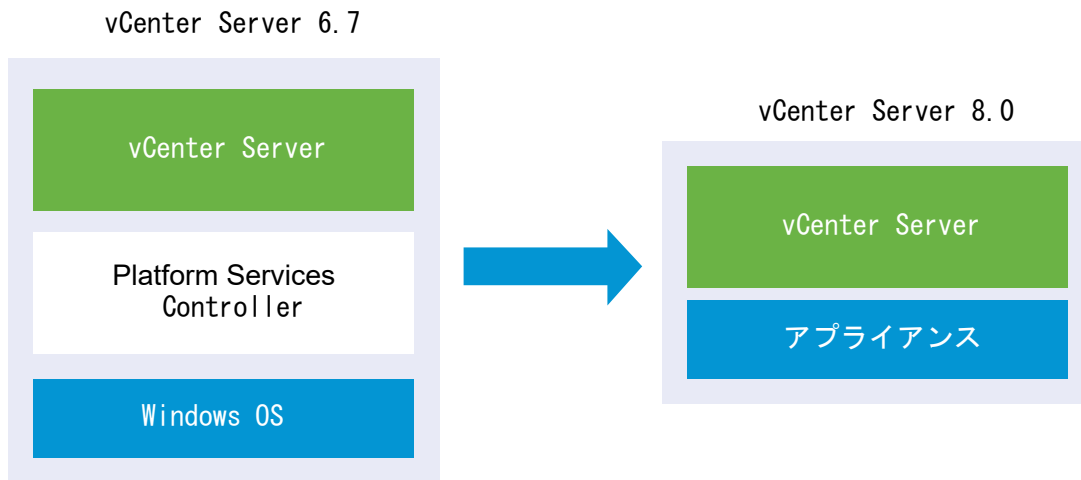 vCenter Server 6.7
vCenter Server
Platform Services
Controller
Windows OS
vCenter Server 8.0
vCenter Server
アプライアンス